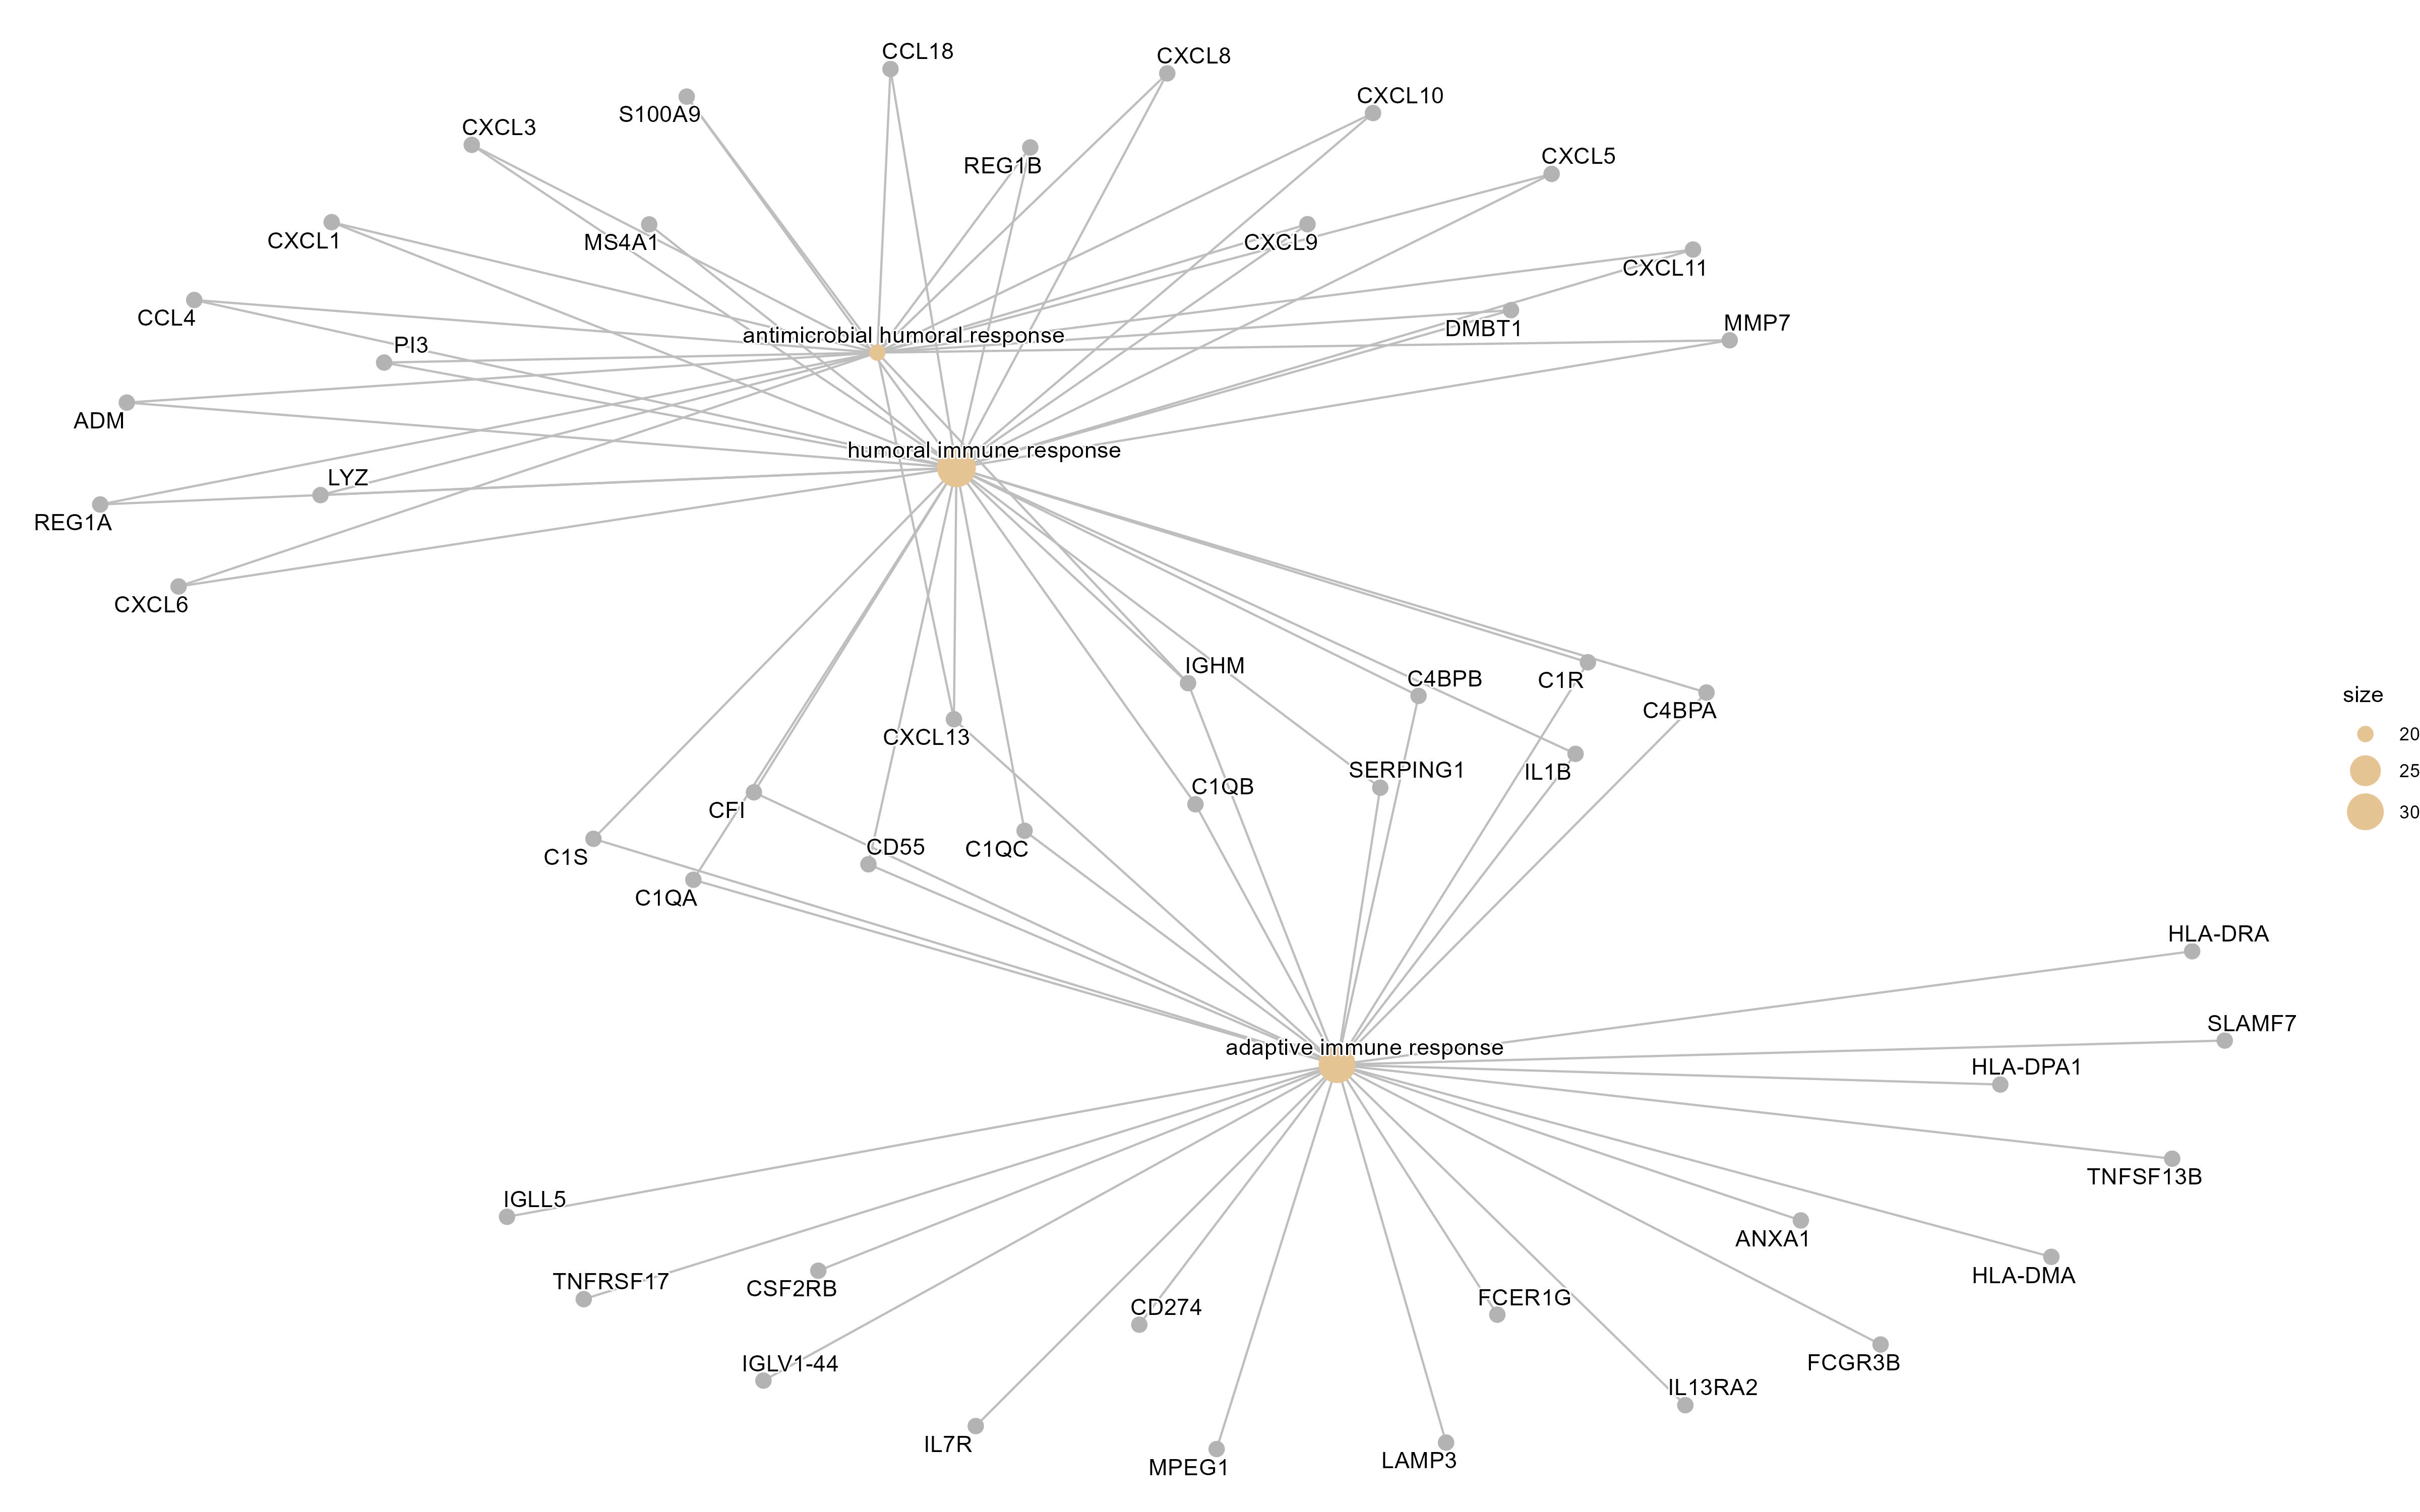 CCL18
CXCL8
CXCL10
S100A9
CXCL3
CXCL5
REG1B
CXCL1
MS4A1
CXCL9
CXCL11
CCL4
DMBT1
MMP7
antimicrobial humoral response
PI3
ADM
humoral immune response
LYZ
REG1A
CXCL6
IGHM
C4BPB
C1R
C4BPA
size
20
25
30
CXCL13
SERPING1
IL1B
C1QB
CFI
CD55
C1QC
C1S
C1QA
HLA-DRA
SLAMF7
adaptive immune response
HLA-DPA1
TNFSF13B
IGLL5
ANXA1
TNFRSF17
CSF2RB
HLA-DMA
CD274
FCER1G
IGLV1-44
FCGR3B
IL13RA2
IL7R
MPEG1
LAMP3